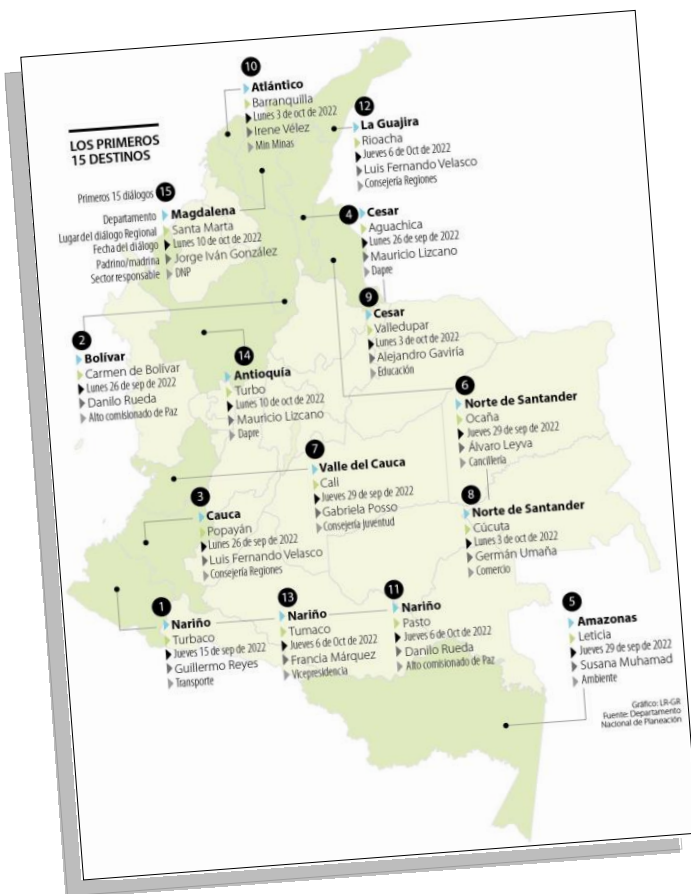 LOS PRIMEROS
15 DESTINOS
Primeros 15 diálogos
Departamento
Lugar del diálogo Regional
Fecha del diálogo
Padrino/madrina
Sector responsable
10
Atlántico
Barranquilla
Lunes 3 de oct de 2022
Irene Vélez
Min Minas
12
La Guajira
Rioacha
Jueves 6 de Oct de 2022
Luis Fernando Velasco
Consejería Regiones
15
Magdalena
Santa Marta
Lunes 10 de oct de 2022
Jorge Iván González
DNP
4
Cesar
Aguachica
Lunes 26 de sep de 2022
Mauricio Lizcano
Dapre
9
Cesar
Valledupar
Lunes 3 de oct de 2022
Alejandro Gaviria
Educación
2
Bolívar
Carmen de Bolívar
Lunes 26 de sep de 2022
Danilo Rueda
Alto comisionado de Paz
14
Antioquía
Turbo
Lunes 10 de oct de 2022
Mauricio Lizcano
Dapre
6
Norte de Santander
Ocaña
Jueves 29 de sep de 2022
Álvaro Leyva
Cancillería
7
Valle del Cauca
Cali
Jueves 29 de sep de 2022
Gabriela Posso
Consejería Juventud
3
Cauca
Popayán
Lunes 26 de sep de 2022
Luis Fernando Velasco
Consejería Regiones
8
Norte de Santander
Cúcuta
Lunes 3 de oct de 2022
Germán Umaña
Comercio
1
Nariño
Turbaco
Jueves 15 de sep de 2022
Guillermo Reyes
Transporte
13
Nariño
Tumaco
Jueves 6 de Oct de 2022
Francia Márquez
Vicepresidencia
11
Nariño
Pasto
Jueves 6 de Oct de 2022
Danilo Rueda
Alto comisionado de Paz
5
Amazonas
Leticia
Jueves 29 de sep de 2022
Susana Muhamad
Ambiente
Gráfico: LR-GR
Fuente: Departamento
Nacional de Planeación